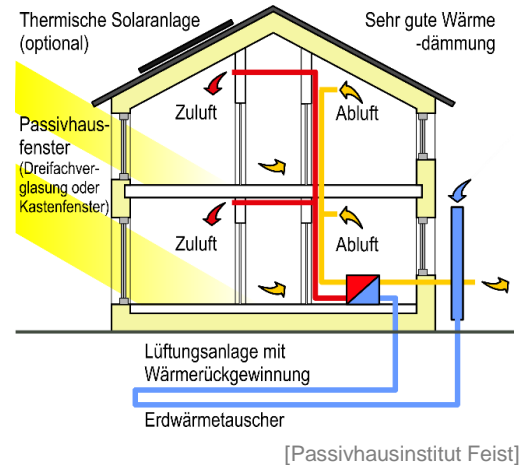 Thermische Solaranlage
(optional)
Sehr gute Wärme
-dämmung
Zuluft
Abluft
Passivhaus-
fenster
(Dreifachver-
glasung oder
Kastenfenster)
Zuluft
Abluft
Lüftungsanlage mit
Wärmerückgewinnung
Erdwärmetauscher
[Passivhausinstitut Feist]